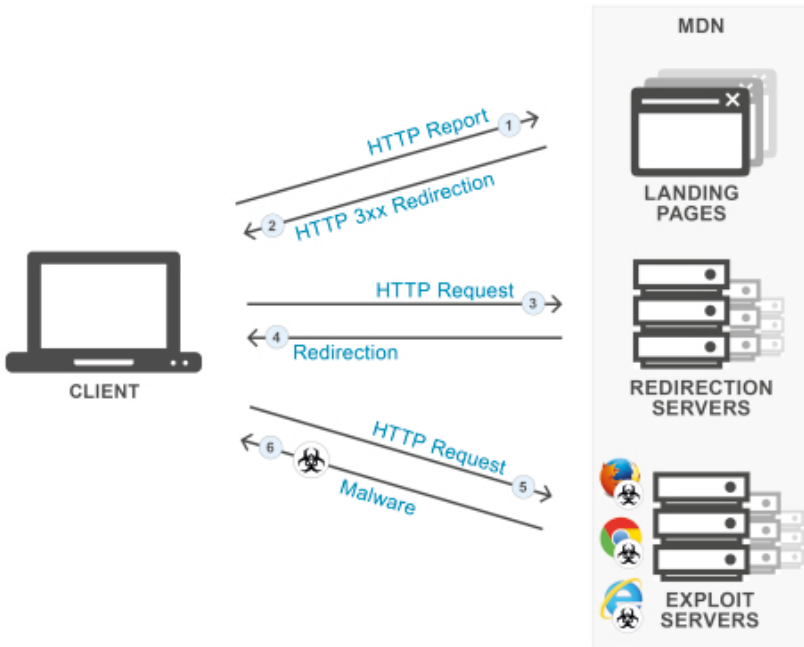 MDN
HTTP Report
1
LANDING
PAGES
2
HTTP 3xx Redirection
HTTP Request
3
4
Redirection
CLIENT
REDIRECTION
SERVERS
HTTP Request
5
6
Malware
EXPLOIT
SERVERS